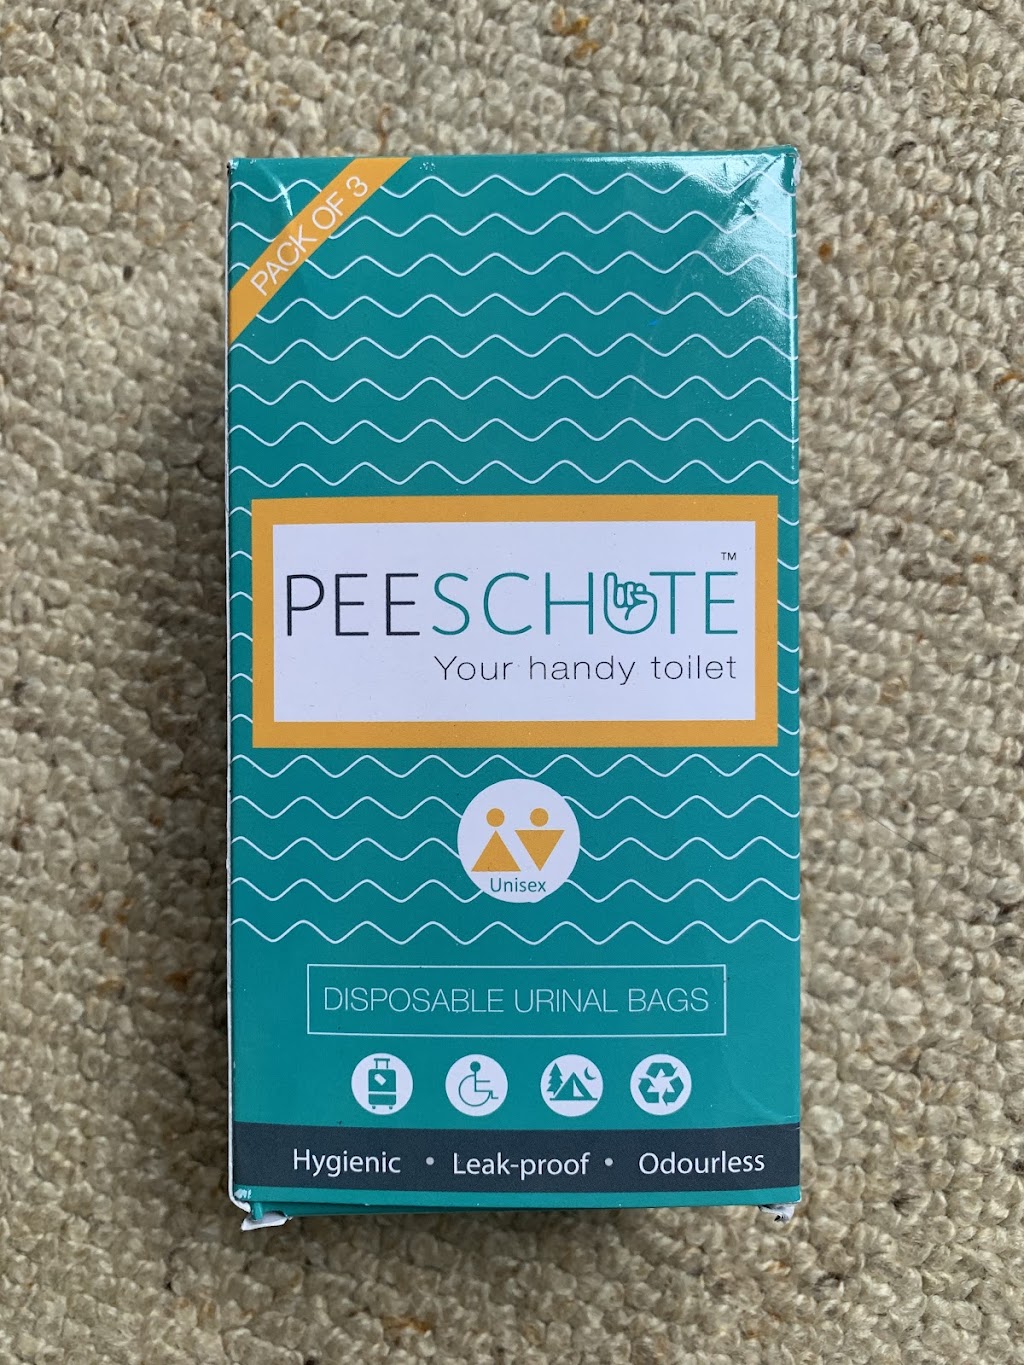 PACK OF 3
PEESCHUTE™
Your handy toilet
Unisex
DISPOSABLE URINAL BAGS
Hygienic • Leak-proof • Odourless